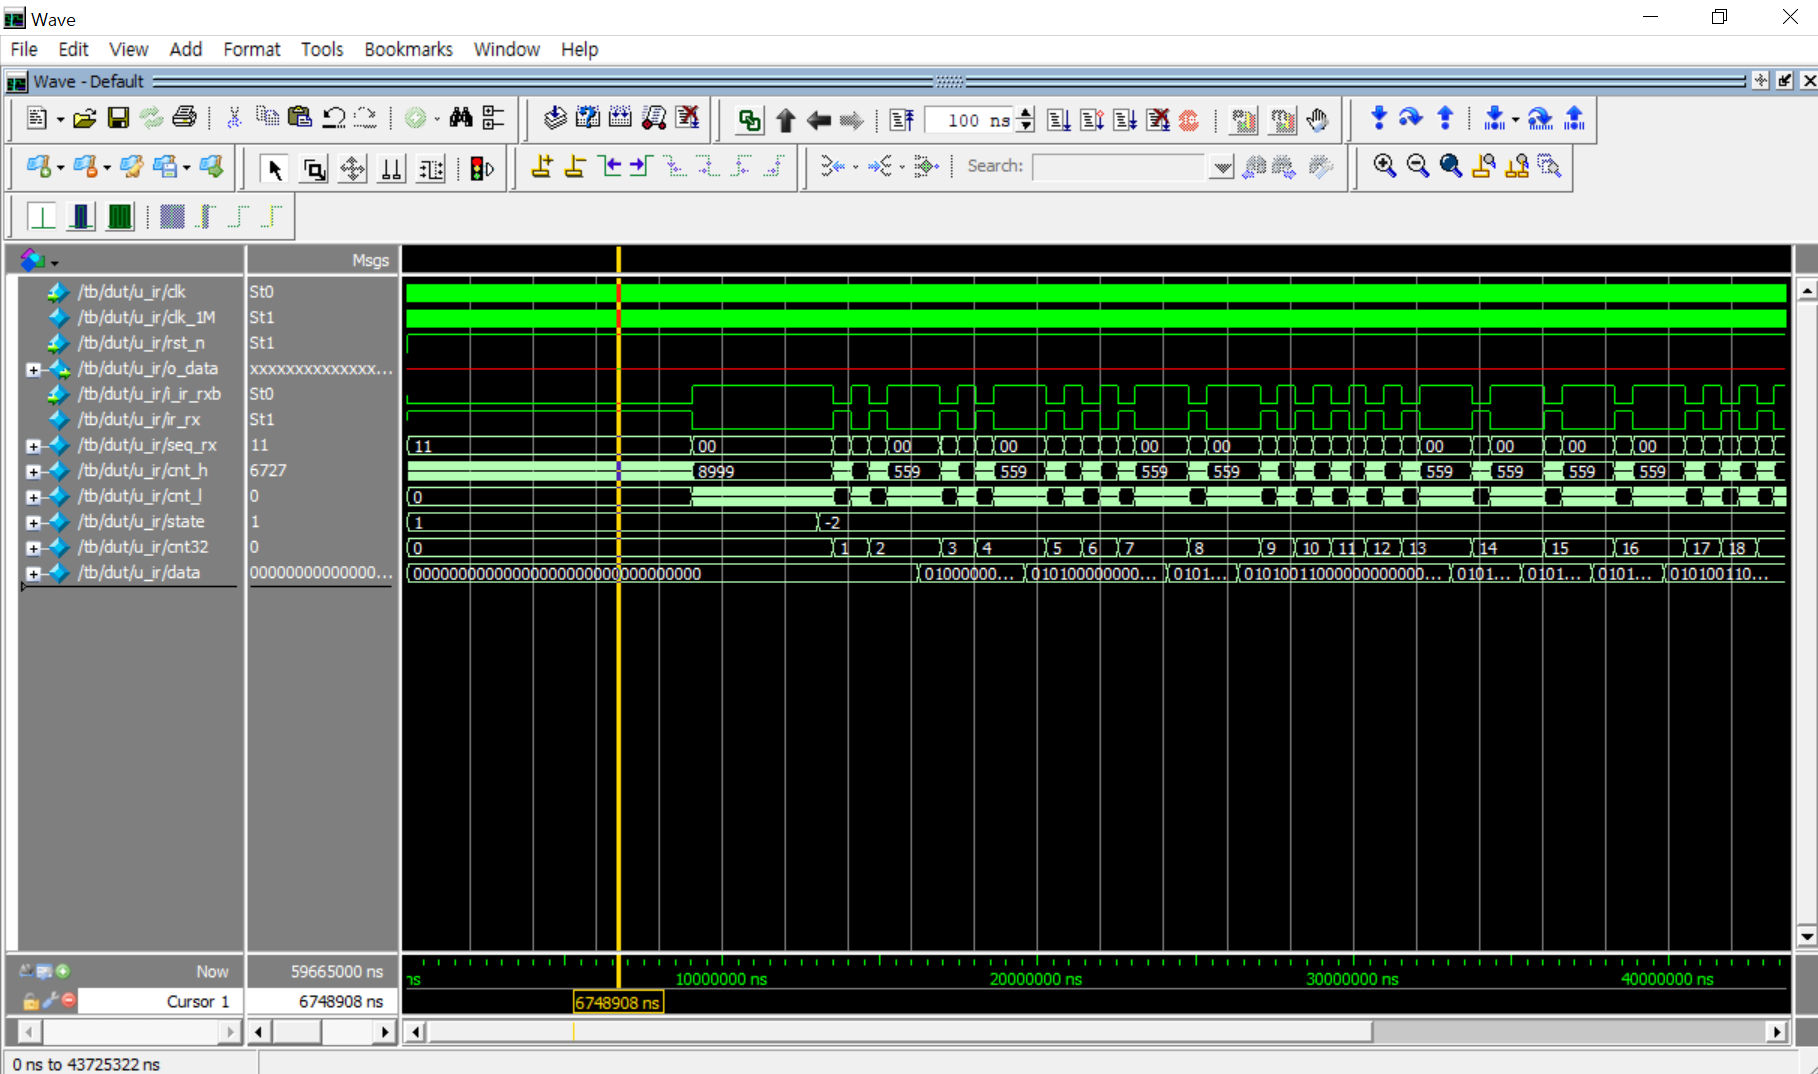 Wave
File Edit View Add Format Tools Bookmarks Window Help
Wave - Default
100 ns
Search:
Msgs
/tb/dut/u_ir/clk St0
/tb/dut/u_ir/clk_1M St1
/tb/dut/u_ir/rst_n St1
/tb/dut/u_ir/o_data xxxxxxxxxxxxxx...
/tb/dut/u_ir/i_ir_rxb St0
/tb/dut/u_ir/ir_rx St1
/tb/dut/u_ir/seq_rx 11 11 00 00 00 00 00 00 00 00 00
/tb/dut/u_ir/cnt_h 6727 8999 559 559 559 559 559 559 559 559
/tb/dut/u_ir/cnt_l 0 0
/tb/dut/u_ir/state 1 1 -2
/tb/dut/u_ir/cnt32 0 0 1 2 3 4 5 6 7 8 9 10 11 12 13 14 15 16 17 18
/tb/dut/u_ir/data 00000000000000... 00000000000000000000000000000000 01000000... 010100000000... 0101... 01010011000000000000... 0101... 0101... 0101... 010100110...
Now 59665000 ns
ns 10000000 ns 20000000 ns 30000000 ns 40000000 ns
Cursor 1 6748908 ns 6748908 ns
0 ns to 43725322 ns